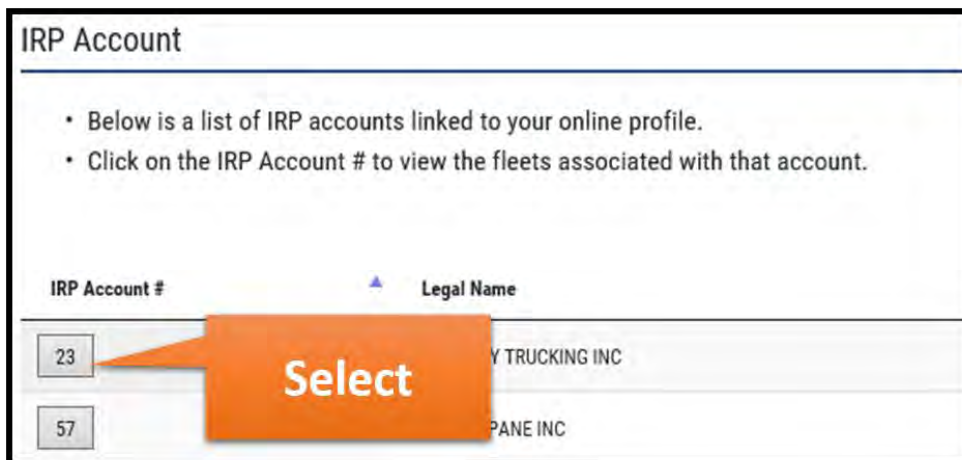 IRP Account
• Below is a list of IRP accounts linked to your online profile.
• Click on the IRP Account # to view the fleets associated with that account.
IRP Account # Legal Name
23 Select Y TRUCKING INC
57 PANE INC